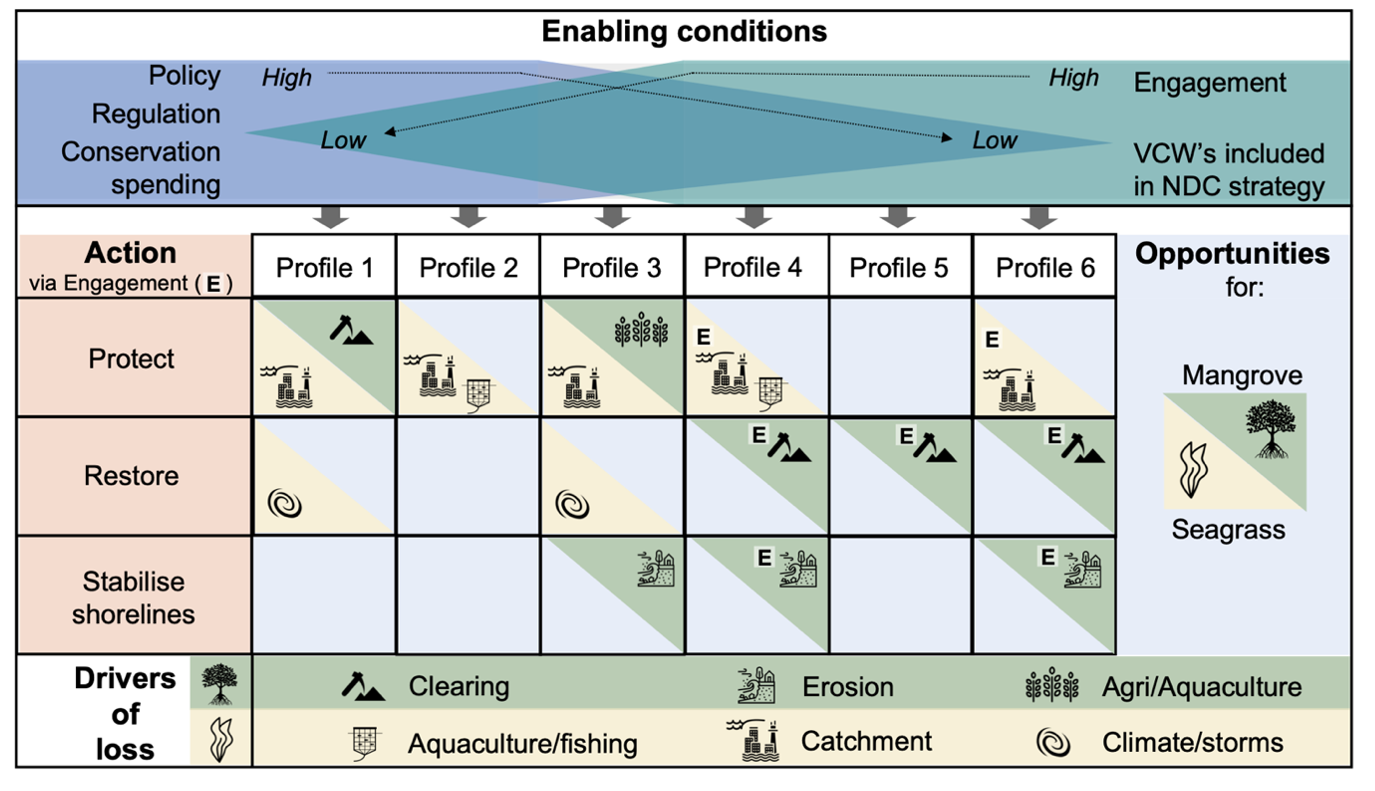 Enabling conditions
Policy
High
High
Engagement
Regulation
Low
Low
Conservation
spending
VCW's included
in NDC strategy
Action
via Engagement ( E )
Profile 1
Profile 2
Profile 3
Profile 4
Profile 5
Profile 6
Opportunities
for:
Protect
E
E
Mangrove
Seagrass
Restore
E
E
E
Stabilise
shorelines
E
E
Drivers
of
loss
Clearing
Erosion
Agri/Aquaculture
Aquaculture/fishing
Catchment
Climate/storms